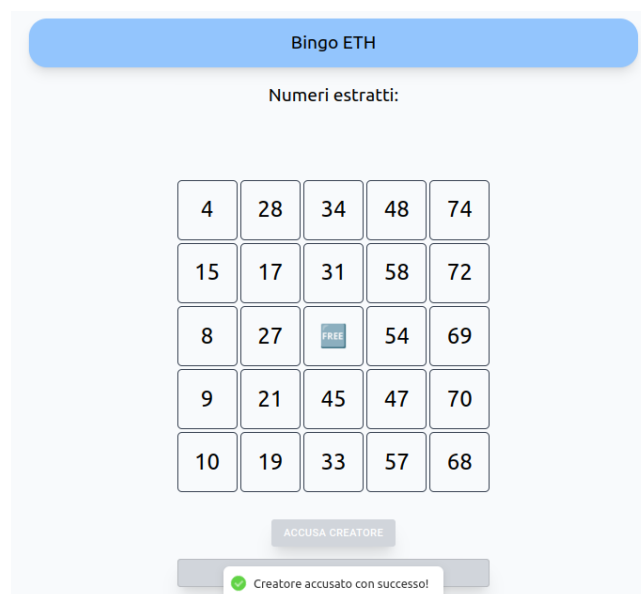 Bingo ETH
Numeri estratti:
4 28 34 48 74
15 17 31 58 72
8 27 FREE 54 69
9 21 45 47 70
10 19 33 57 68
ACCUSA CREATORE
Creatore accusato con successo!